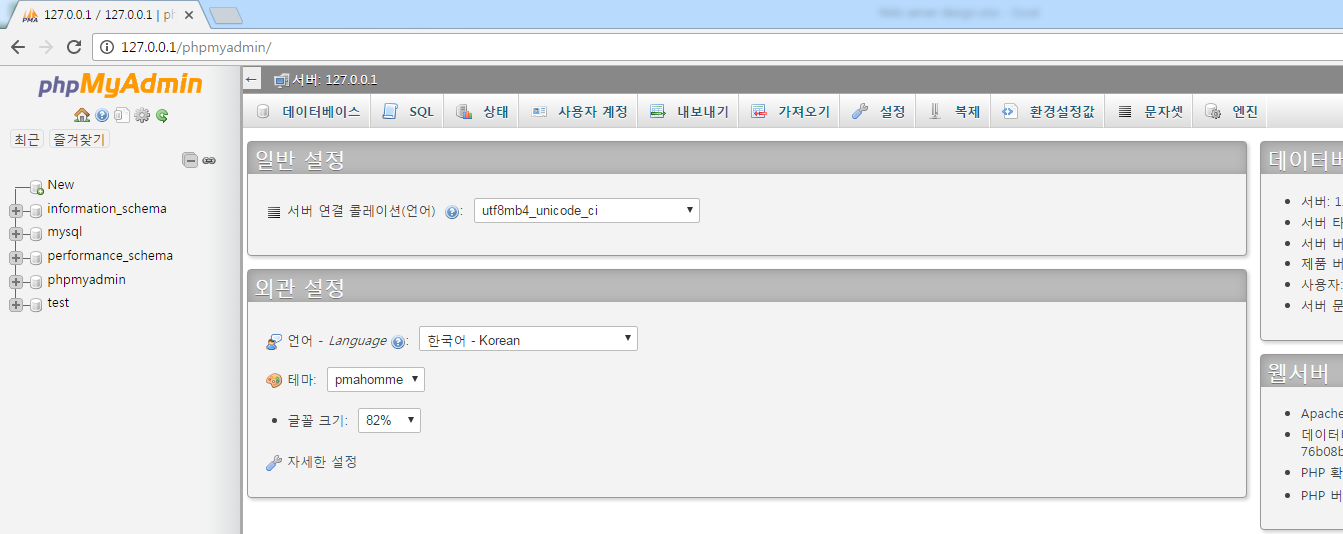 127.0.0.1 / 127.0.0.1 | ph
127.0.0.1/phpmyadmin/
phpMyAdmin
최근 즐겨찾기
New
information_schema
mysql
performance_schema
phpmyadmin
test
서버: 127.0.0.1
데이터베이스 SQL 상태 사용자 계정 내보내기 가져오기 설정 복제 환경설정값 문자셋 엔진
일반 설정
서버 연결 콜레이션(언어) : utf8mb4_unicode_ci
외관 설정
언어 - Language : 한국어 - Korean
테마: pmahomme
글꼴 크기: 82%
자세한 설정
데이터베
서버: 1
서버 타
서버 버
제품 버
사용자:
서버 문
웹서버
Apache
데이터
76b08b
PHP 확
PHP 버